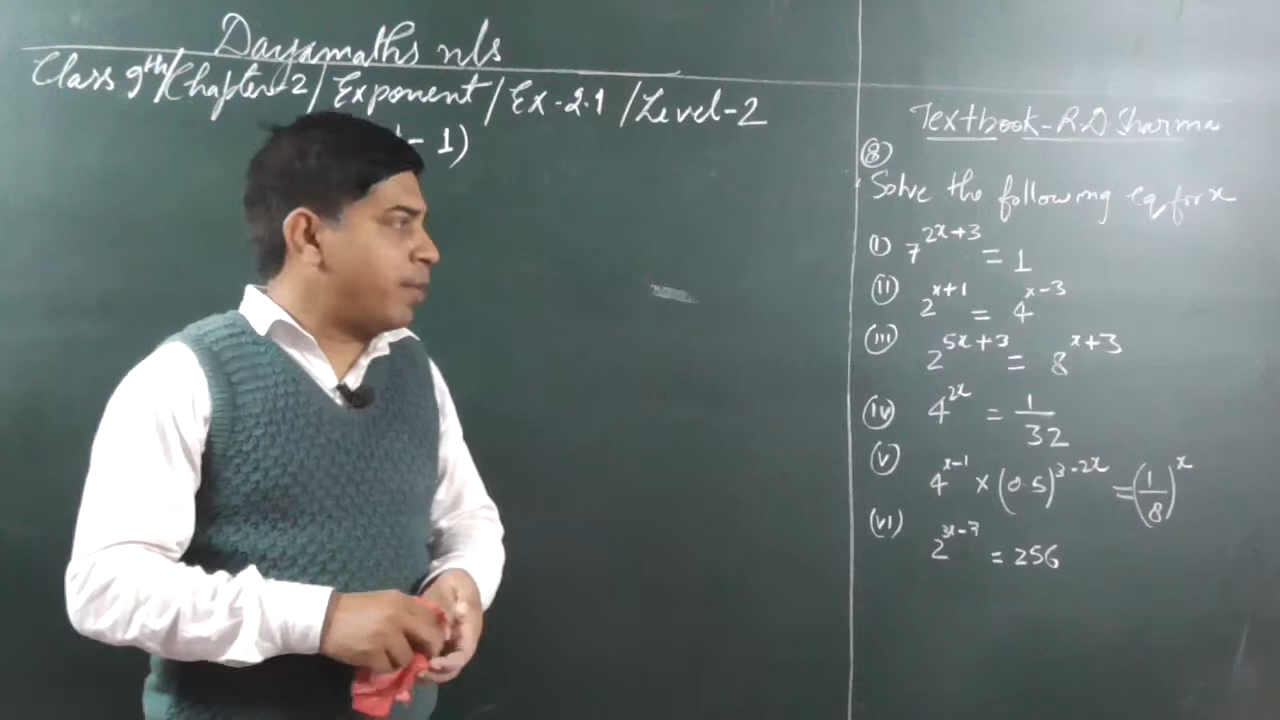 Dayamaths nls
Class 9th/Chapter-2/Exponent/Ex-2.1/Level-2
- 1)
Textbook-R.D Sharma
⑧
Solve the following eq for x
(i) 7^{2x+3} = 1
(ii) 2^{x+1} = 4^{x-3}
(iii) 2^{5x+3} = 8^{x+3}
(iv) 4^{2x} = 1/32
(v) 4^{x-1} × (0.5)^{3-2x} = (1/8)^x
(vi) 2^{3x-7} = 256